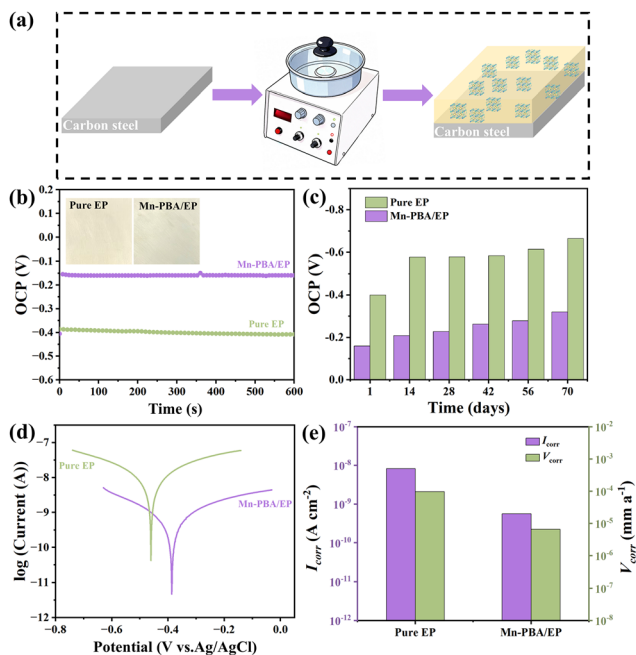 (a)
Carbon steel
Carbon steel
(b)
Pure EP
Mn-PBA/EP
Mn-PBA/EP
Pure EP
OCP (V)
0.2
0.1
0.0
−0.1
−0.2
−0.3
−0.4
−0.5
−0.6
0 100 200 300 400 500 600
Time (s)
(c)
Pure EP
Mn-PBA/EP
OCP (V)
-0.8
-0.6
-0.4
-0.2
0.0
1 14 28 42 56 70
Time (days)
(d)
Pure EP
Mn-PBA/EP
log (Current (A))
−6
−7
−8
−9
−10
−11
−12
−0.8 −0.6 −0.4 −0.2 0.0
Potential (V vs.Ag/AgCl)
(e)
Icorr
Vcorr
Icorr (A cm⁻²)
10⁻⁷
10⁻⁸
10⁻⁹
10⁻¹⁰
10⁻¹¹
10⁻¹²
Vcorr (mm a⁻¹)
10⁻²
10⁻³
10⁻⁴
10⁻⁵
10⁻⁶
10⁻⁷
10⁻⁸
Pure EP Mn-PBA/EP